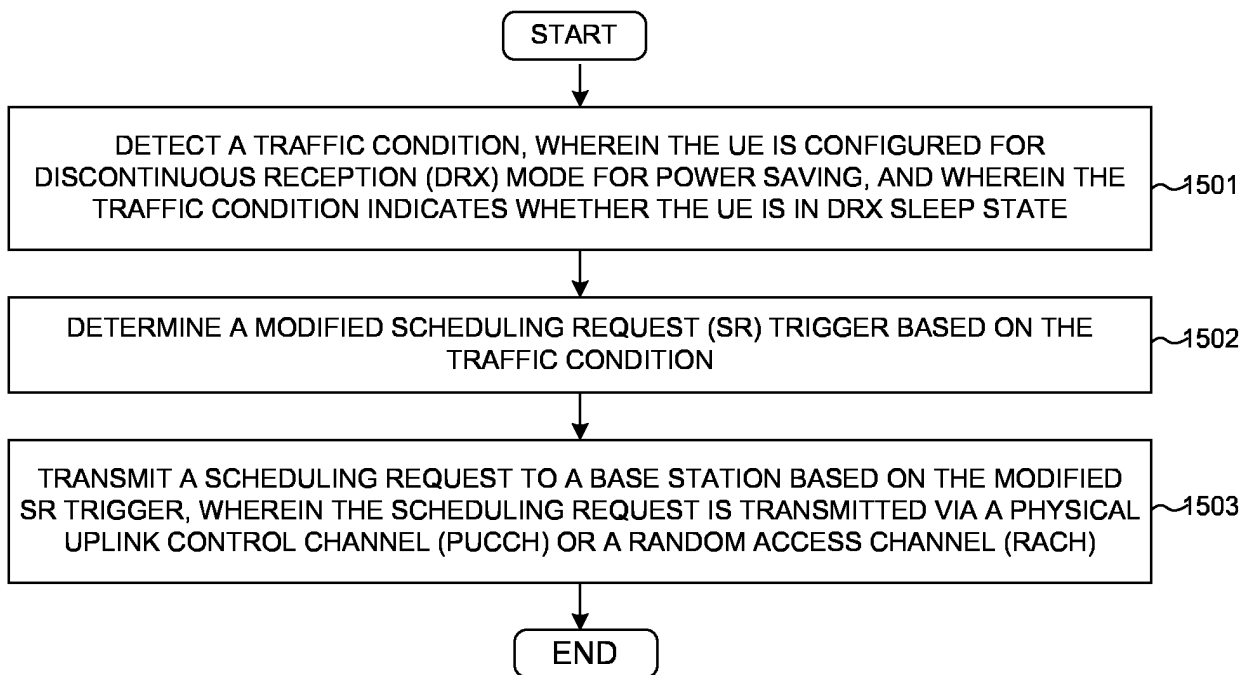 START
DETECT A TRAFFIC CONDITION, WHEREIN THE UE IS CONFIGURED FOR
DISCONTINUOUS RECEPTION (DRX) MODE FOR POWER SAVING, AND WHEREIN THE
TRAFFIC CONDITION INDICATES WHETHER THE UE IS IN DRX SLEEP STATE
1501
DETERMINE A MODIFIED SCHEDULING REQUEST (SR) TRIGGER BASED ON THE
TRAFFIC CONDITION
1502
TRANSMIT A SCHEDULING REQUEST TO A BASE STATION BASED ON THE MODIFIED
SR TRIGGER, WHEREIN THE SCHEDULING REQUEST IS TRANSMITTED VIA A PHYSICAL
UPLINK CONTROL CHANNEL (PUCCH) OR A RANDOM ACCESS CHANNEL (RACH)
1503
END